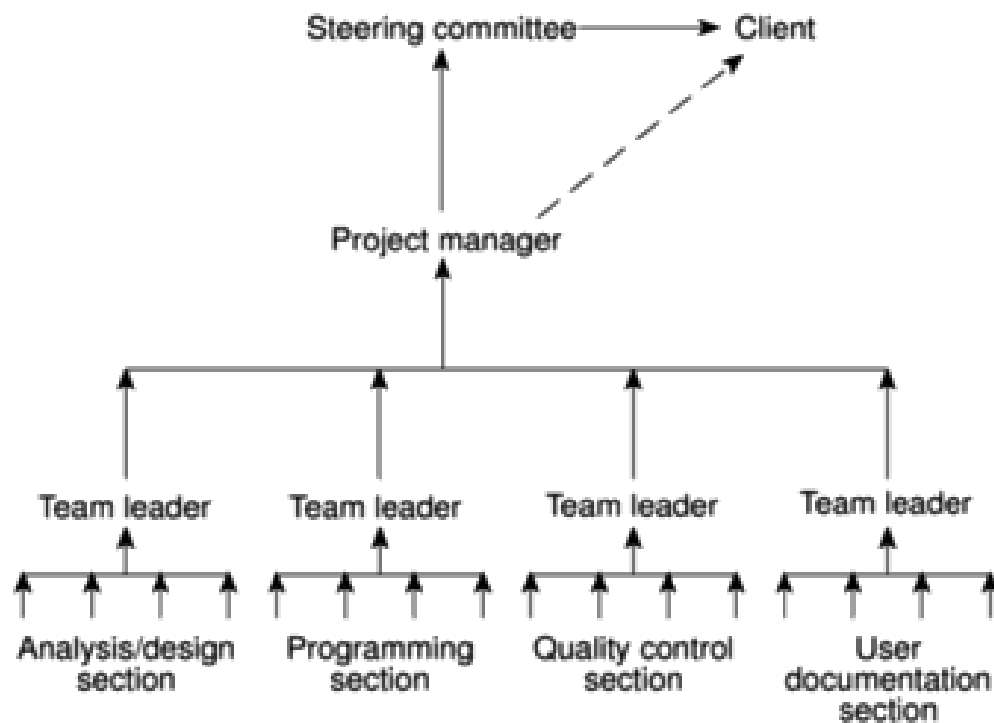 Steering committee
Client
Project manager
Team leader
Team leader
Team leader
Team leader
Analysis/design
section
Programming
section
Quality control
section
User
documentation
section